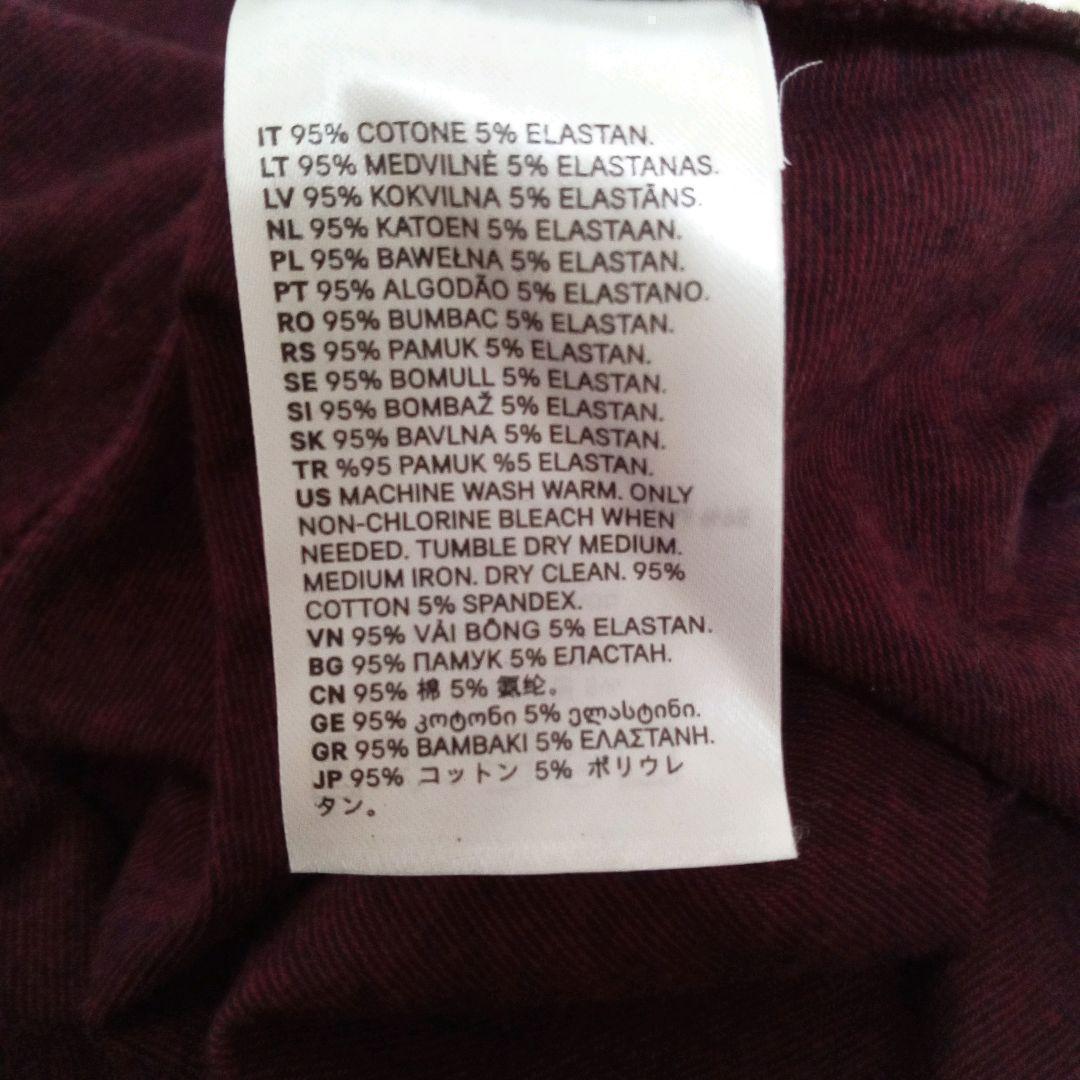 IT 95% COTONE 5% ELASTAN.
LT 95% MEDVILNĖ 5% ELASTANAS.
LV 95% KOKVILNA 5% ELASTĀNS.
NL 95% KATOEN 5% ELASTAAN.
PL 95% BAWEŁNA 5% ELASTAN.
PT 95% ALGODÃO 5% ELASTANO.
RO 95% BUMBAC 5% ELASTAN.
RS 95% PAMUK 5% ELASTAN.
SE 95% BOMULL 5% ELASTAN.
SI 95% BOMBAŽ 5% ELASTAN.
SK 95% BAVLNA 5% ELASTAN.
TR %95 PAMUK %5 ELASTAN.
US MACHINE WASH WARM. ONLY
NON-CHLORINE BLEACH WHEN
NEEDED. TUMBLE DRY MEDIUM.
MEDIUM IRON. DRY CLEAN. 95%
COTTON 5% SPANDEX.
VN 95% VẢI BÔNG 5% ELASTAN.
BG 95% ПАМУК 5% ЕЛАСТАН.
CN 95% 棉 5% 氨纶。
GE 95% კოტონი 5% ელასტინი.
GR 95% ΒΑΜΒΑΚΙ 5% ΕΛΑΣΤΑΝΗ.
JP 95% コットン 5% ポリウレ
タン。